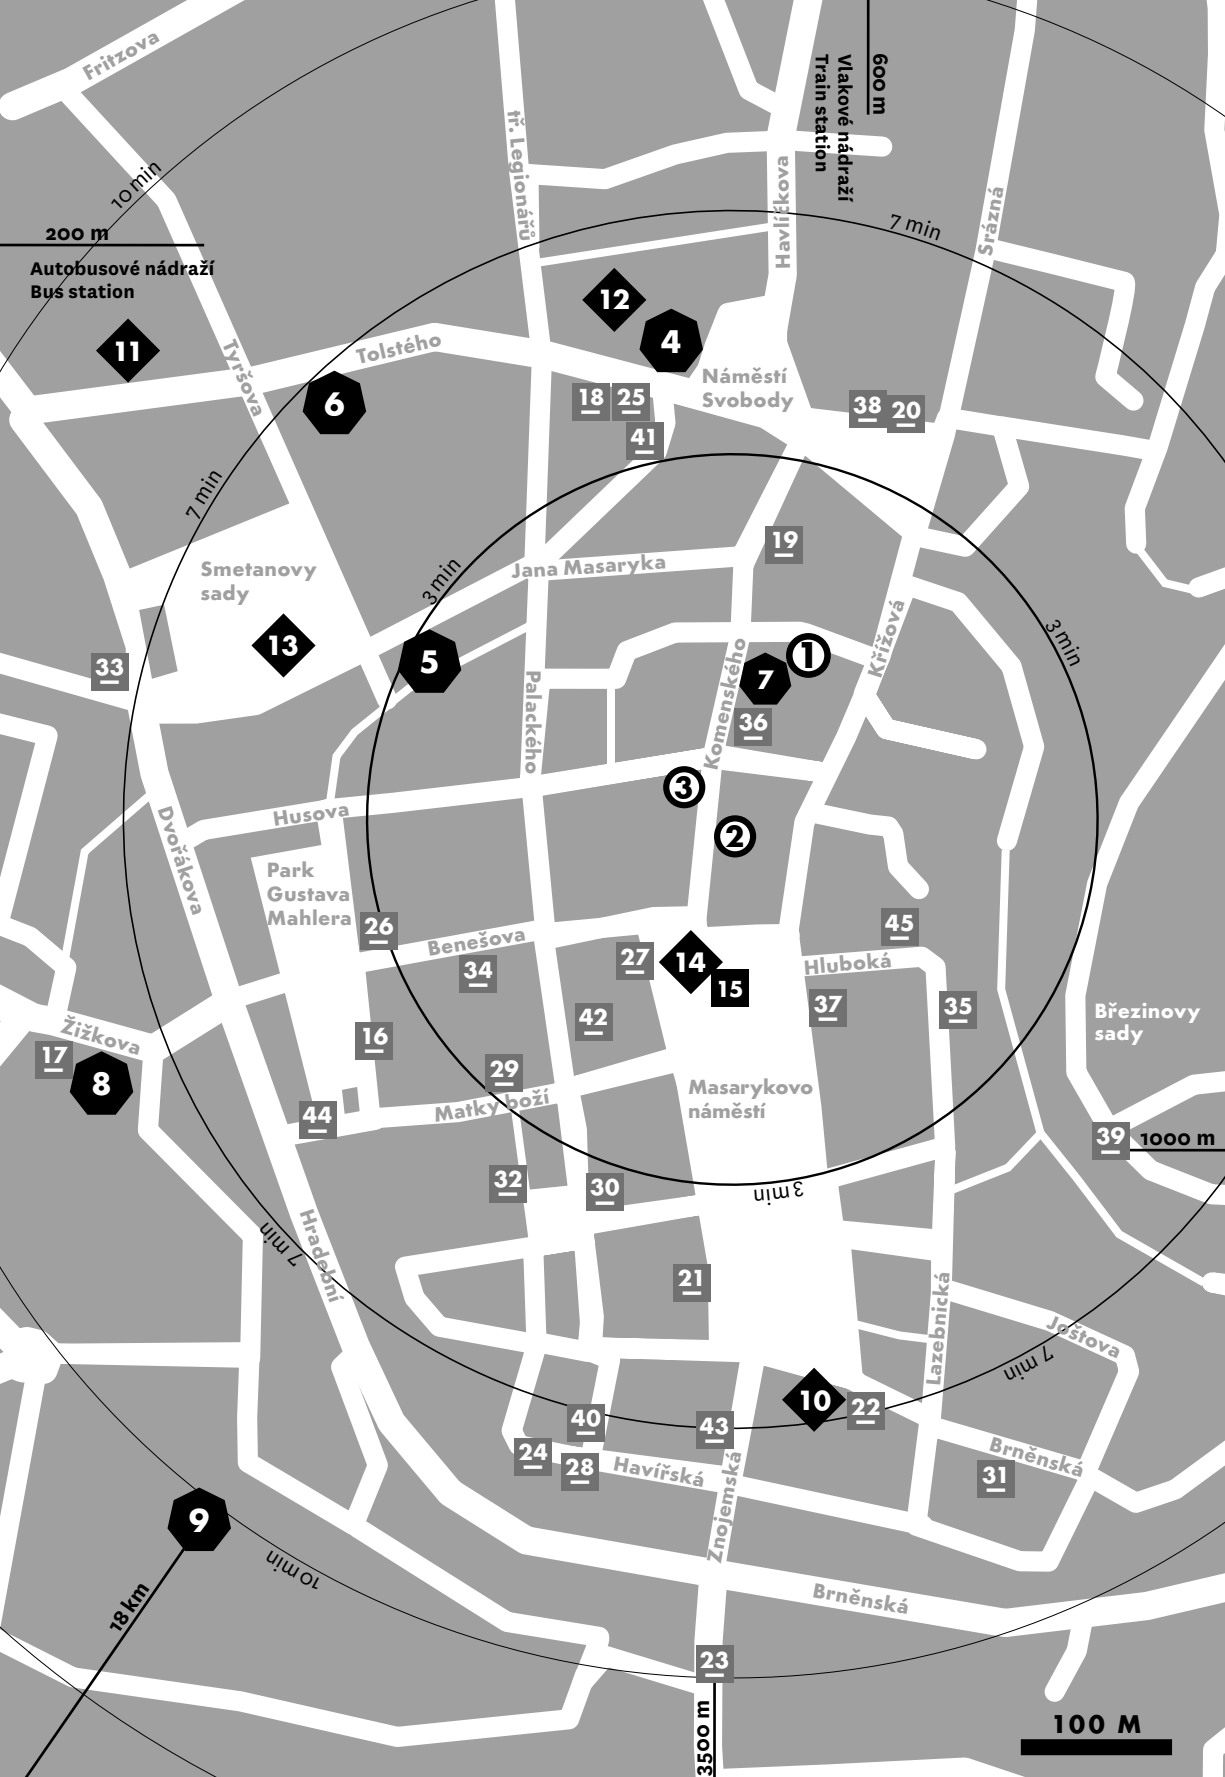 Fritzova
10 min
200 m
Autobusové nádraží
Bus station
11
Tyršova
Tolstého
6
tř. Legionářů
12
4
Havlíčkova
Vlakové nádraží
Train station
600 m
7 min
Srázná
Náměstí
Svobody
18
25
41
38
20
7 min
Smetanovy
sady
13
33
3 min
5
Jana Masaryka
19
Palackého
Komenského
7
1
36
Křížová
3 min
3
2
Husova
Dvořákova
Park
Gustava
Mahlera
26
Benešova
34
27
14
15
Hluboká
45
37
35
42
16
Březinovy
sady
Žižkova
17
8
29
Matky boží
44
Masarykovo
náměstí
39
1000 m
32
30
3 min
7 min
Hradební
21
Lazebnická
Joštova
7 min
10
22
40
43
24
28
Havířská
Znojemská
Brněnská
31
9
10 min
18 km
Brněnská
23
3500 m
100 M